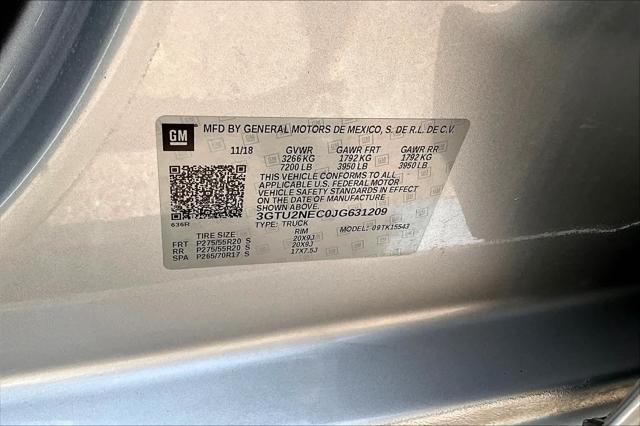 GM MFD BY GENERAL MOTORS DE MEXICO, S. DE R.L. DE C.V.
11/18 GVWR GAWR FRT GAWR RR
3266 KG 1792 KG 1792 KG
7200 LB 3950 LB 3950 LB
THIS VEHICLE CONFORMS TO ALL
APPLICABLE U.S. FEDERAL MOTOR
VEHICLE SAFETY STANDARDS IN EFFECT
ON THE DATE OF MANUFACTURE
SHOWN ABOVE.
3GTU2NEC0JG631209
636R TYPE: TRUCK MODEL: 09TK15543
TIRE SIZE RIM
FRT P275/55R20 S 20X9J
RR P275/55R20 S 20X9J
SPA P265/70R17 S 17X7.5J